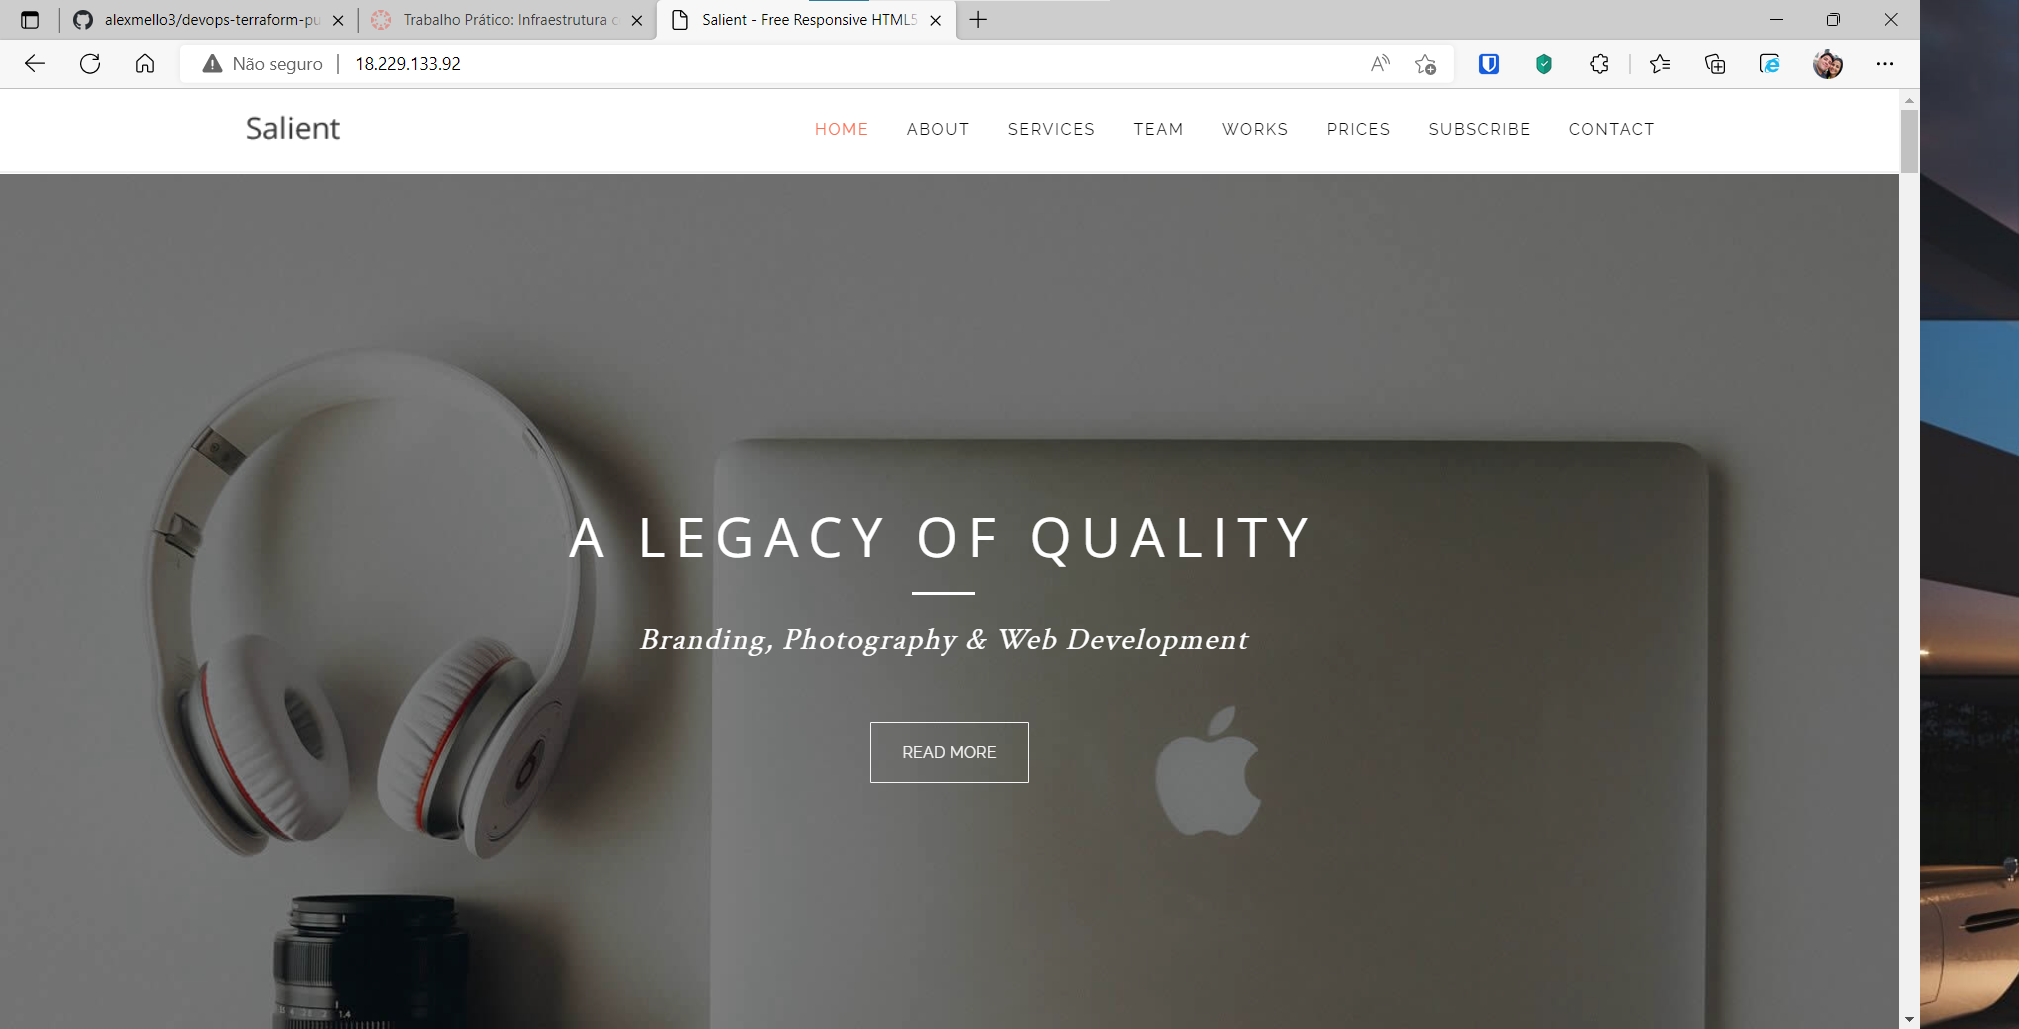 alexmello3/devops-terraform-pu
Trabalho Prático: Infraestrutura c
Salient - Free Responsive HTML5
Não seguro
18.229.133.92
Salient
HOME
ABOUT
SERVICES
TEAM
WORKS
PRICES
SUBSCRIBE
CONTACT
A LEGACY OF QUALITY
Branding, Photography & Web Development
READ MORE